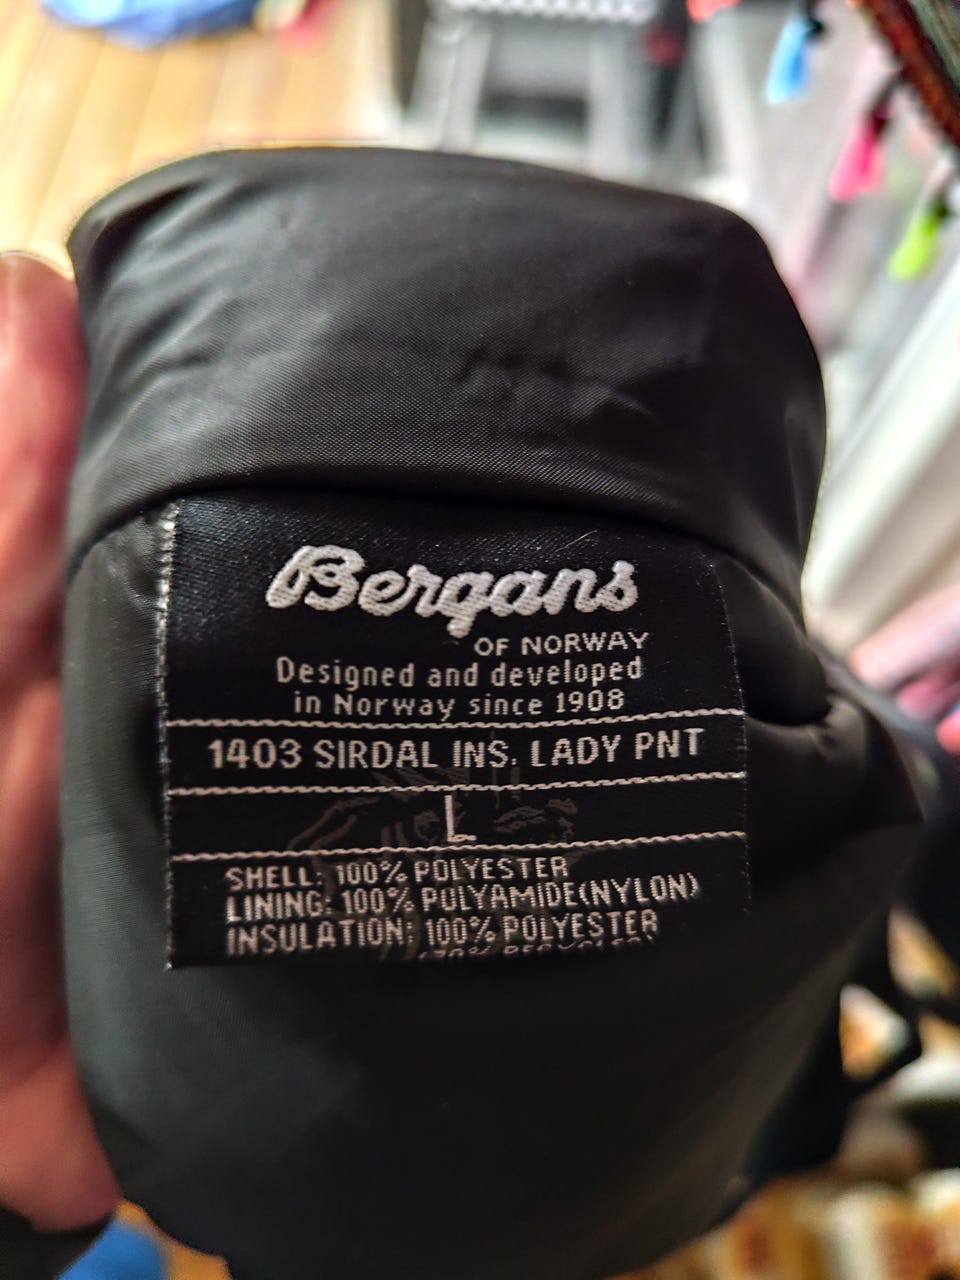 Bergans
OF NORWAY
Designed and developed
in Norway since 1908
1403 SIRDAL INS. LADY PNT
L
SHELL: 100% POLYESTER
LINING: 100% POLYAMIDE(NYLON)
INSULATION: 100% POLYESTER